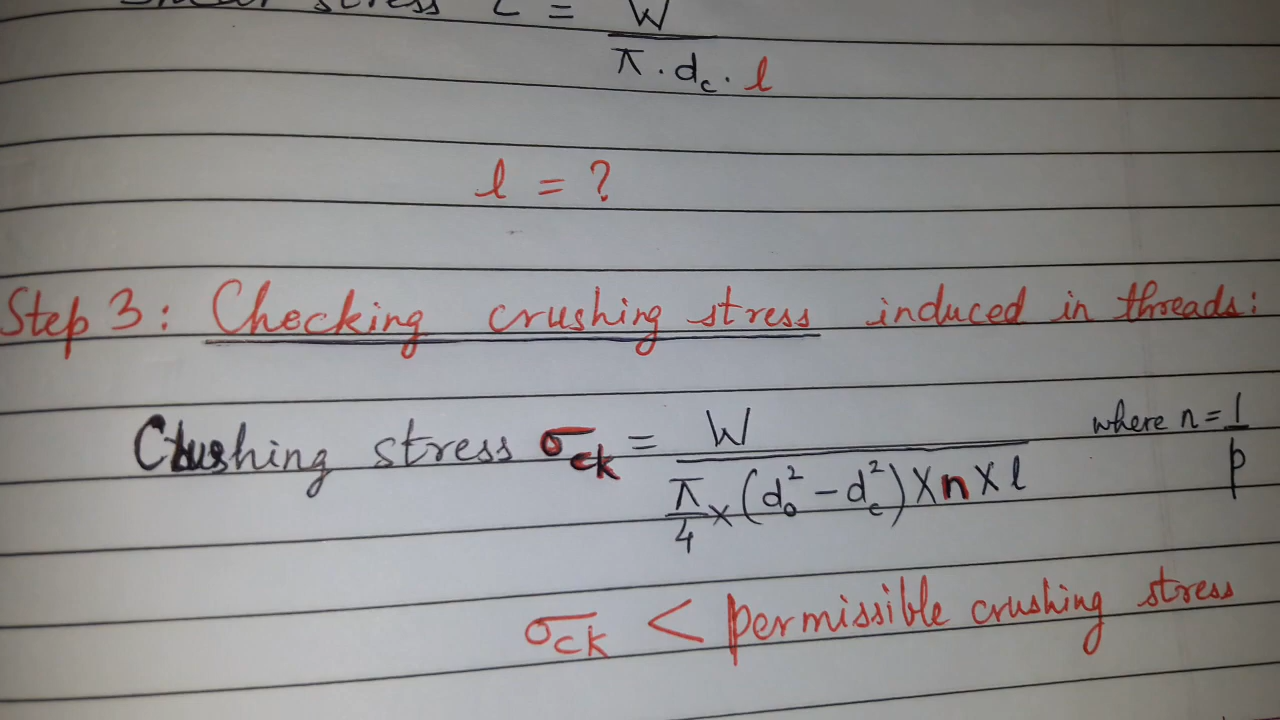 stress τ = W / π · dc · l
l = ?
Step 3: Checking crushing stress induced in threads:
Crushing stress σck = W / π/4 × (do² - dc²) × n × l where n = 1/p
σck < permissible crushing stress